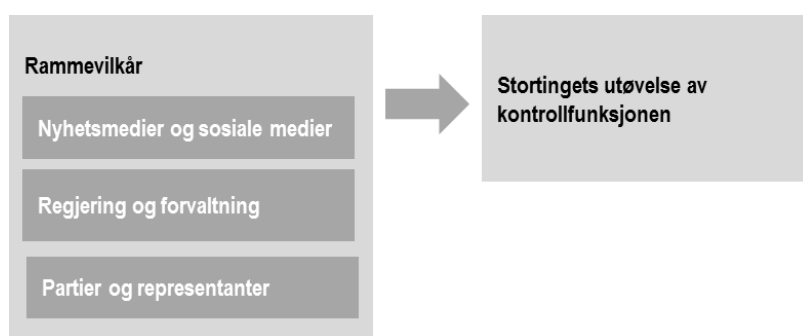 Rammevilkår
Nyhetsmedier og sosiale medier
Regjering og forvaltning
Partier og representanter
Stortingets utøvelse av
kontrollfunksjonen